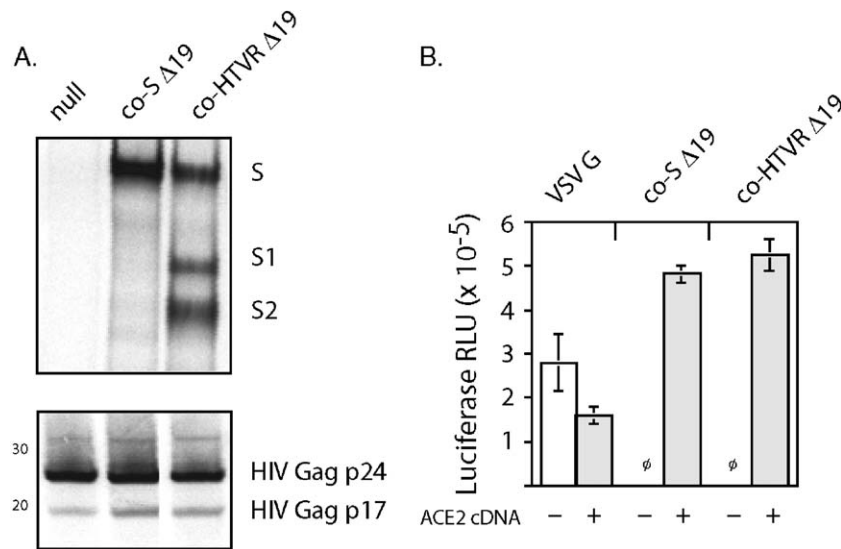 A.
null
co-S Δ19
co-HTVR Δ19
S
S1
S2
30
20
HIV Gag p24
HIV Gag p17
B.
VSV G
co-S Δ19
co-HTVR Δ19
Luciferase RLU (x 10⁻⁵)
6
5
4
3
2
1
ø
ø
ACE2 cDNA − + − + − +